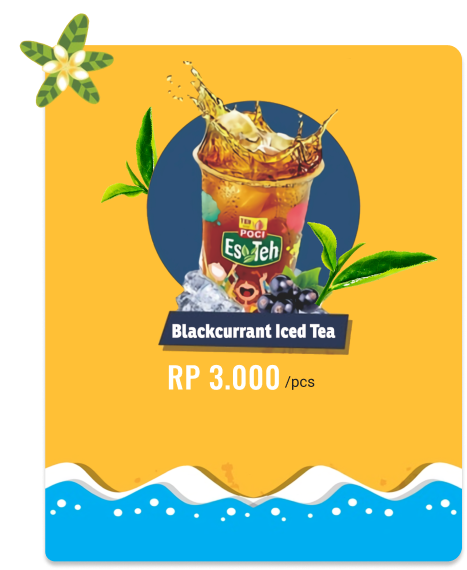 TEH
POCI
Es Teh
Blackcurrant Iced Tea
RP 3.000 /pcs